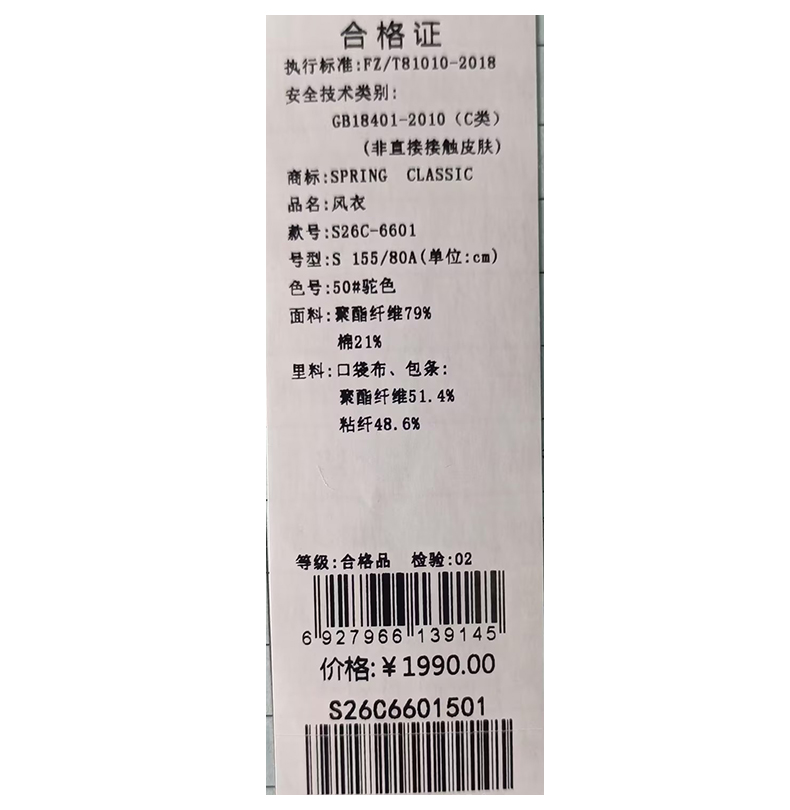 合格证
执行标准:FZ/T81010-2018
安全技术类别:
GB18401-2010（C类）
(非直接接触皮肤)
商标:SPRING CLASSIC
品名:风衣
款号:S26C-6601
号型:S 155/80A(单位:cm)
色号:50#驼色
面料:聚酯纤维79%
棉21%
里料:口袋布、包条:
聚酯纤维51.4%
粘纤48.6%
等级:合格品 检验:02
6 927966 139145
价格:￥1990.00
S26C6601501